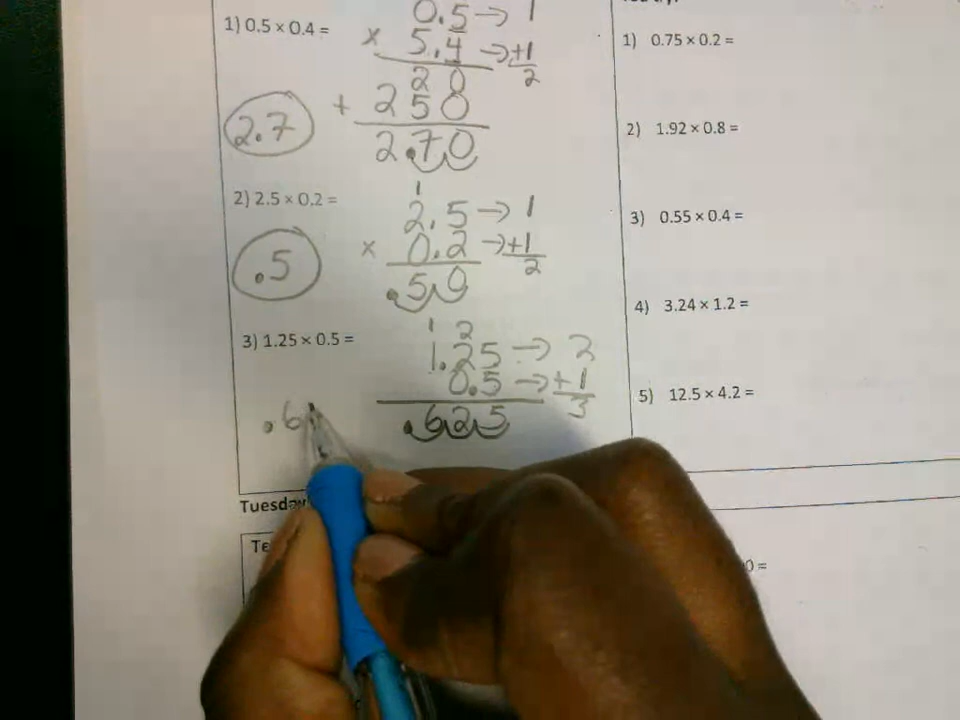 1) 0.5 × 0.4 =
0.5 → 1
× 5.4 → +1
2
20
+ 250
2.70
2.7
2) 2.5 × 0.2 =
1
2.5 → 1
× 0.2 → +1
2
.50
.5
3) 1.25 × 0.5 =
1 2
1.25 → 2
0.5 → +1
3
.625
.6
Tuesday
Te
1) 0.75 × 0.2 =
2) 1.92 × 0.8 =
3) 0.55 × 0.4 =
4) 3.24 × 1.2 =
5) 12.5 × 4.2 =
0 =